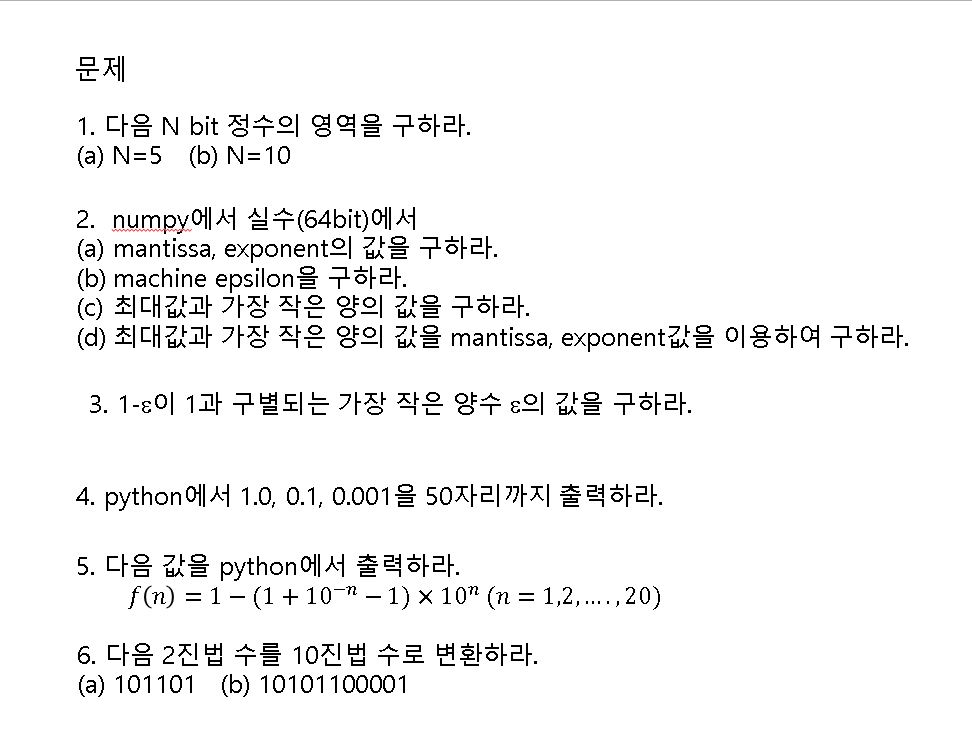 문제
1. 다음 N bit 정수의 영역을 구하라.
(a) N=5 (b) N=10
2. numpy에서 실수(64bit)에서
(a) mantissa, exponent의 값을 구하라.
(b) machine epsilon을 구하라.
(c) 최대값과 가장 작은 양의 값을 구하라.
(d) 최대값과 가장 작은 양의 값을 mantissa, exponent값을 이용하여 구하라.
3. 1-ε이 1과 구별되는 가장 작은 양수 ε의 값을 구하라.
4. python에서 1.0, 0.1, 0.001을 50자리까지 출력하라.
5. 다음 값을 python에서 출력하라.
f(n) = 1 − (1 + 10⁻ⁿ − 1) × 10ⁿ (n = 1,2,….,20)
6. 다음 2진법 수를 10진법 수로 변환하라.
(a) 101101 (b) 10101100001